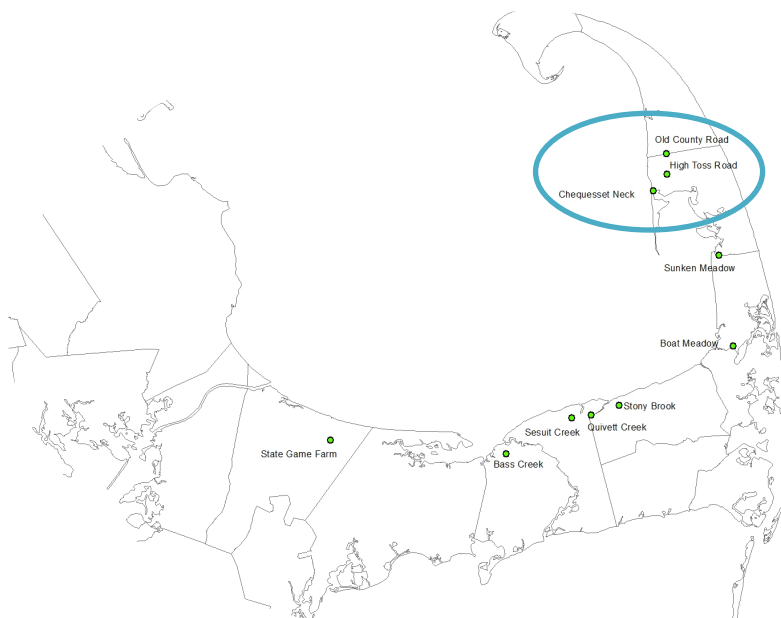 Old County Road
High Toss Road
Chequesset Neck
Sunken Meadow
Boat Meadow
Stony Brook
Quivett Creek
Sesuit Creek
State Game Farm
Bass Creek